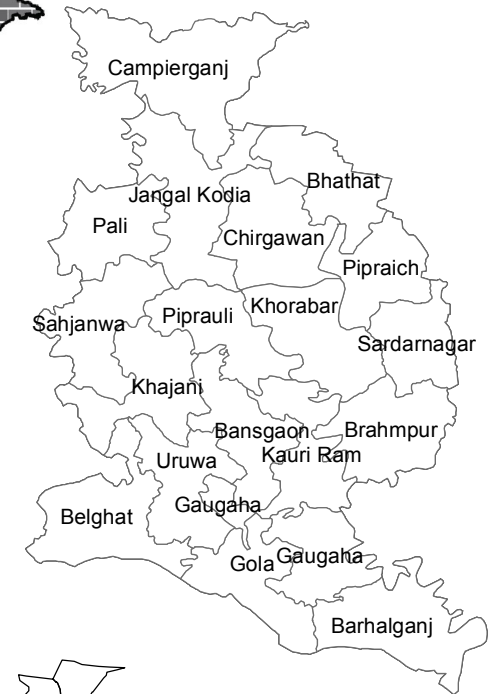 Campierganj
Bhathat
Jangal Kodia
Pali
Chirgawan
Pipraich
Khorabar
Piprauli
Sahjanwa
Sardarnagar
Khajani
Bansgaon
Brahmpur
Kauri Ram
Uruwa
Gaugaha
Belghat
Gaugaha
Gola
Barhalganj